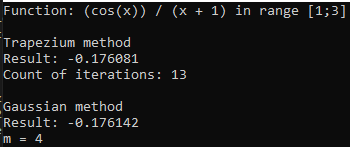 Function: (cos(x)) / (x + 1) in range [1;3]
Trapezium method
Result: -0.176081
Count of iterations: 13
Gaussian method
Result: -0.176142
m = 4